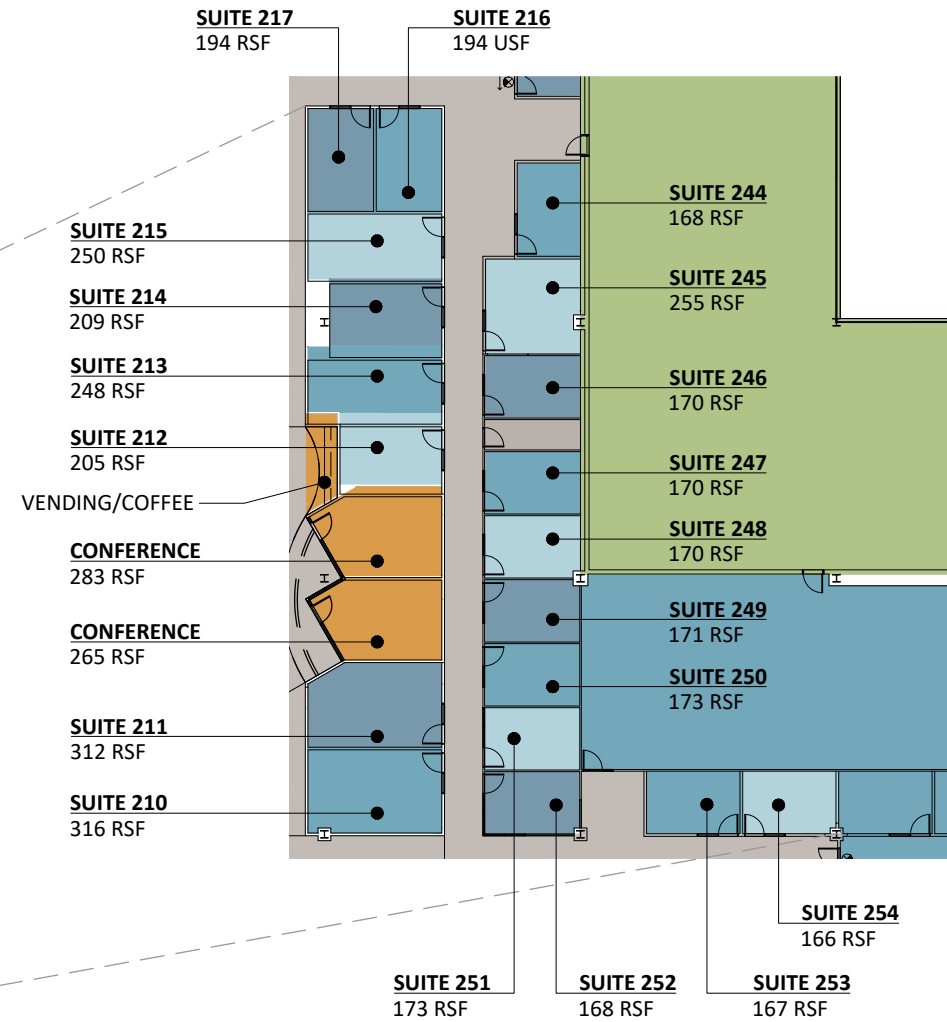 SUITE 217
194 RSF
SUITE 216
194 USF
SUITE 215
250 RSF
SUITE 214
209 RSF
SUITE 213
248 RSF
SUITE 212
205 RSF
VENDING/COFFEE
CONFERENCE
283 RSF
CONFERENCE
265 RSF
SUITE 211
312 RSF
SUITE 210
316 RSF
SUITE 244
168 RSF
SUITE 245
255 RSF
SUITE 246
170 RSF
SUITE 247
170 RSF
SUITE 248
170 RSF
SUITE 249
171 RSF
SUITE 250
173 RSF
SUITE 254
166 RSF
SUITE 251
173 RSF
SUITE 252
168 RSF
SUITE 253
167 RSF